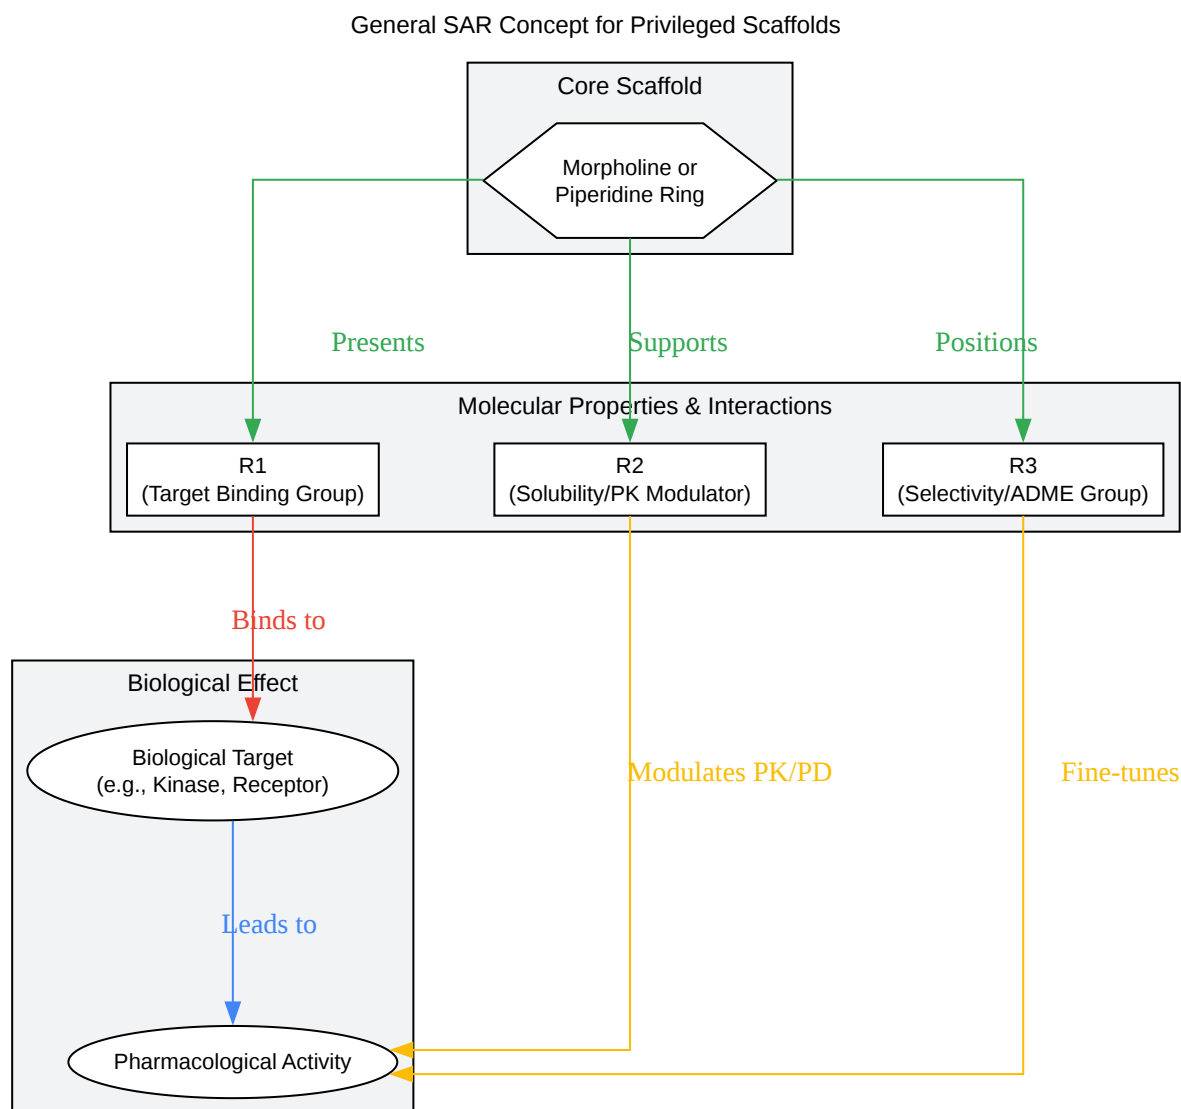 General SAR Concept for Privileged Scaffolds
Core Scaffold
Morpholine or
Piperidine Ring
Presents
Supports
Positions
Molecular Properties & Interactions
R1
(Target Binding Group)
R2
(Solubility/PK Modulator)
R3
(Selectivity/ADME Group)
Binds to
Biological Effect
Biological Target
(e.g., Kinase, Receptor)
Modulates PK/PD
Fine-tunes
Leads to
Pharmacological Activity